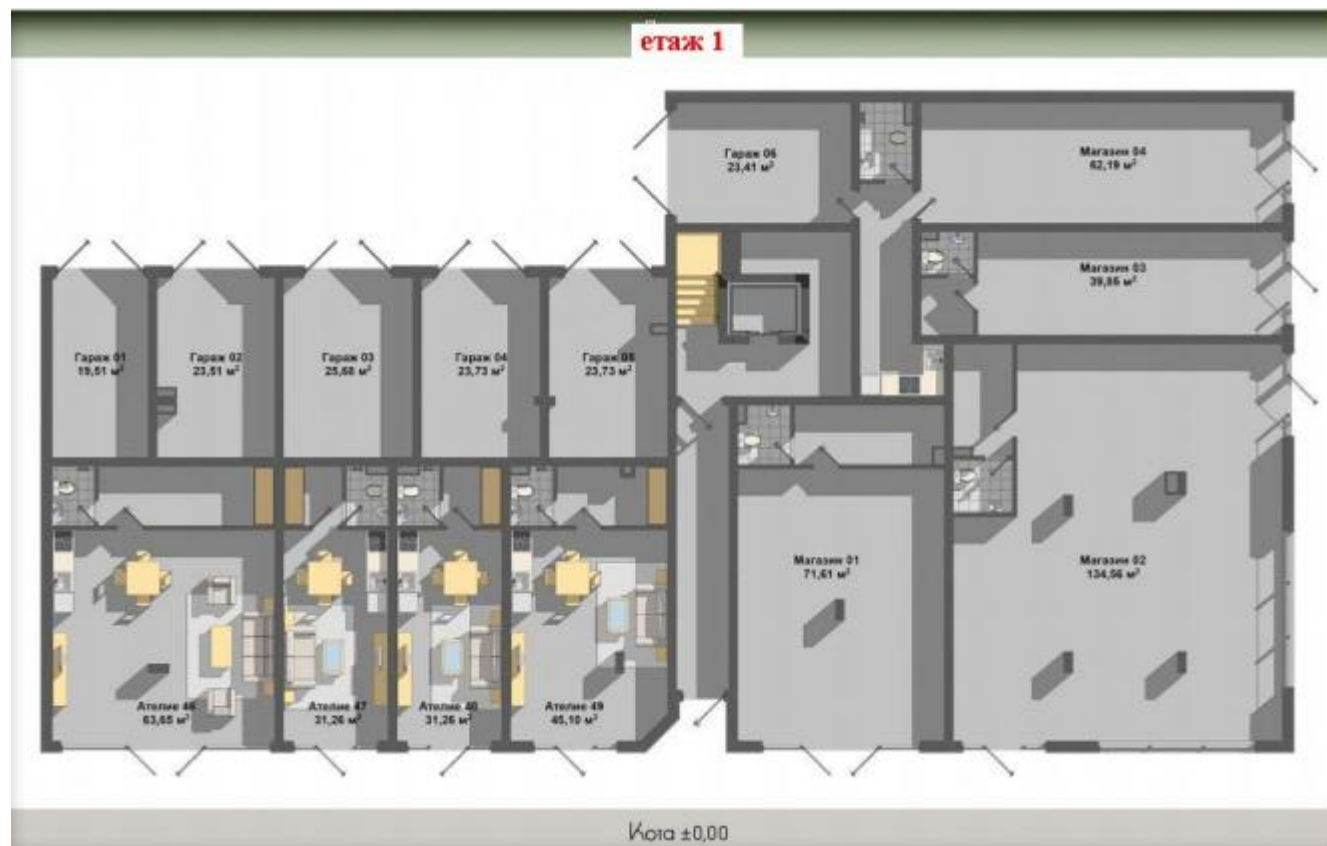 етаж 1
Гараж 06
23,41 м²
Магазин 04
62,19 м²
Магазин 03
39,85 м²
Гараж 01
19,51 м²
Гараж 02
23,51 м²
Гараж 03
25,68 м²
Гараж 04
23,73 м²
Гараж 05
23,73 м²
Магазин 01
71,61 м²
Магазин 02
134,56 м²
Ателие 46
63,65 м²
Ателие 47
31,26 м²
Ателие 48
31,26 м²
Ателие 49
45,10 м²
Кота ±0,00